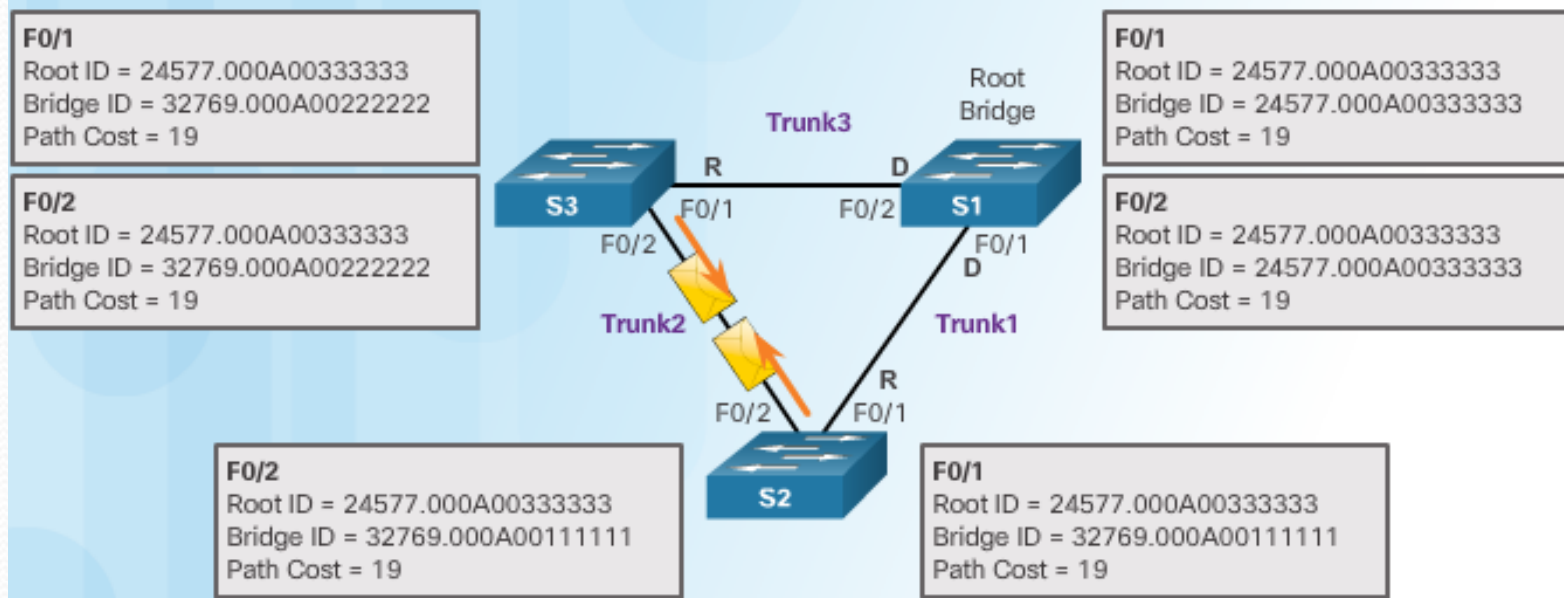 F0/1
Root ID = 24577.000A00333333
Bridge ID = 32769.000A00222222
Path Cost = 19
F0/2
Root ID = 24577.000A00333333
Bridge ID = 32769.000A00222222
Path Cost = 19
Root
Bridge
Trunk3
F0/1
Root ID = 24577.000A00333333
Bridge ID = 24577.000A00333333
Path Cost = 19
F0/2
Root ID = 24577.000A00333333
Bridge ID = 24577.000A00333333
Path Cost = 19
R
D
S3
F0/1
F0/2
S1
F0/2
F0/1
D
Trunk2
Trunk1
R
F0/2
F0/1
S2
F0/2
Root ID = 24577.000A00333333
Bridge ID = 32769.000A00111111
Path Cost = 19
F0/1
Root ID = 24577.000A00333333
Bridge ID = 32769.000A00111111
Path Cost = 19